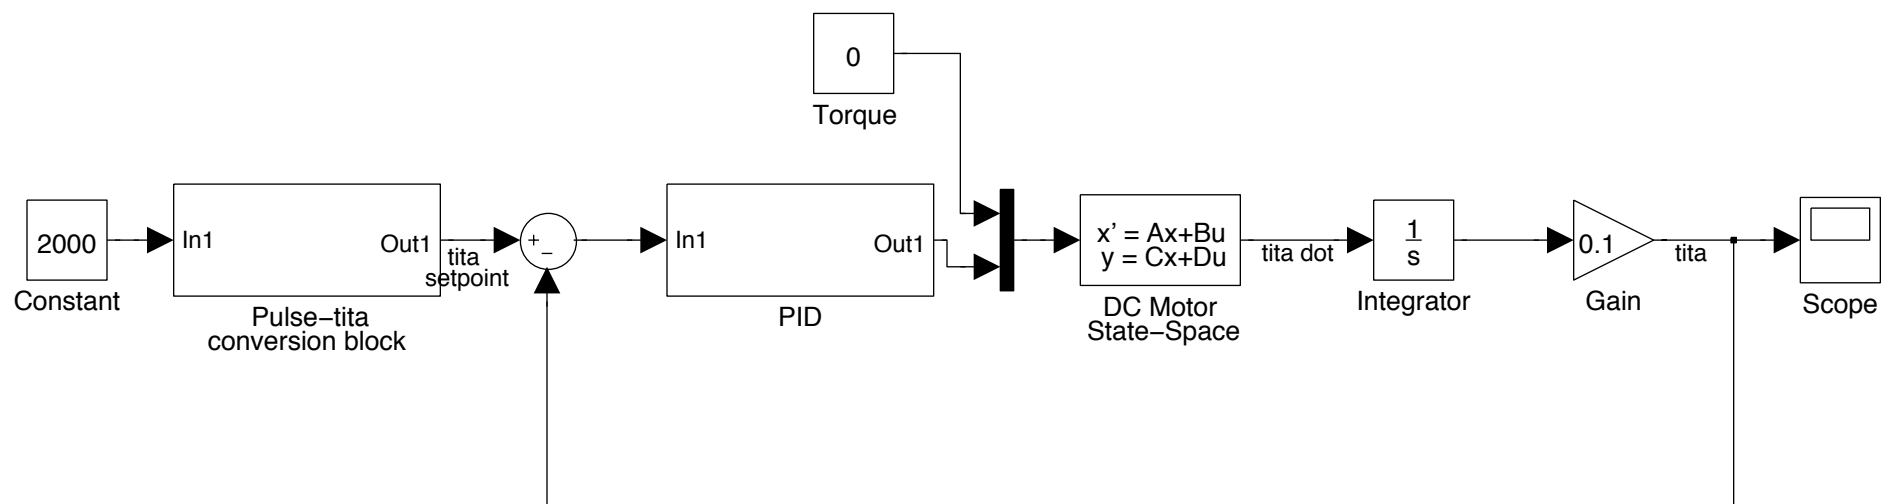 0
Torque
2000
Constant
In1
Out1
Pulse−tita
conversion block
tita
setpoint
+
−
In1
Out1
PID
x' = Ax+Bu
y = Cx+Du
DC Motor
State−Space
tita dot
1
s
Integrator
0.1
Gain
tita
Scope